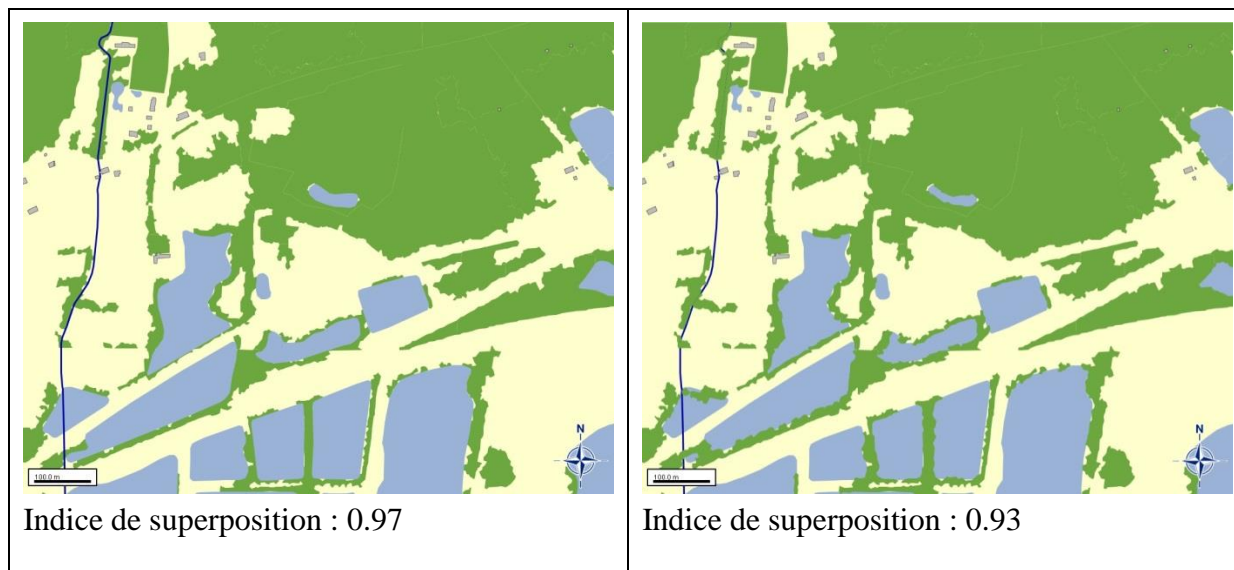 N
100.0 m
Indice de superposition : 0.97
N
100.0 m
Indice de superposition : 0.93